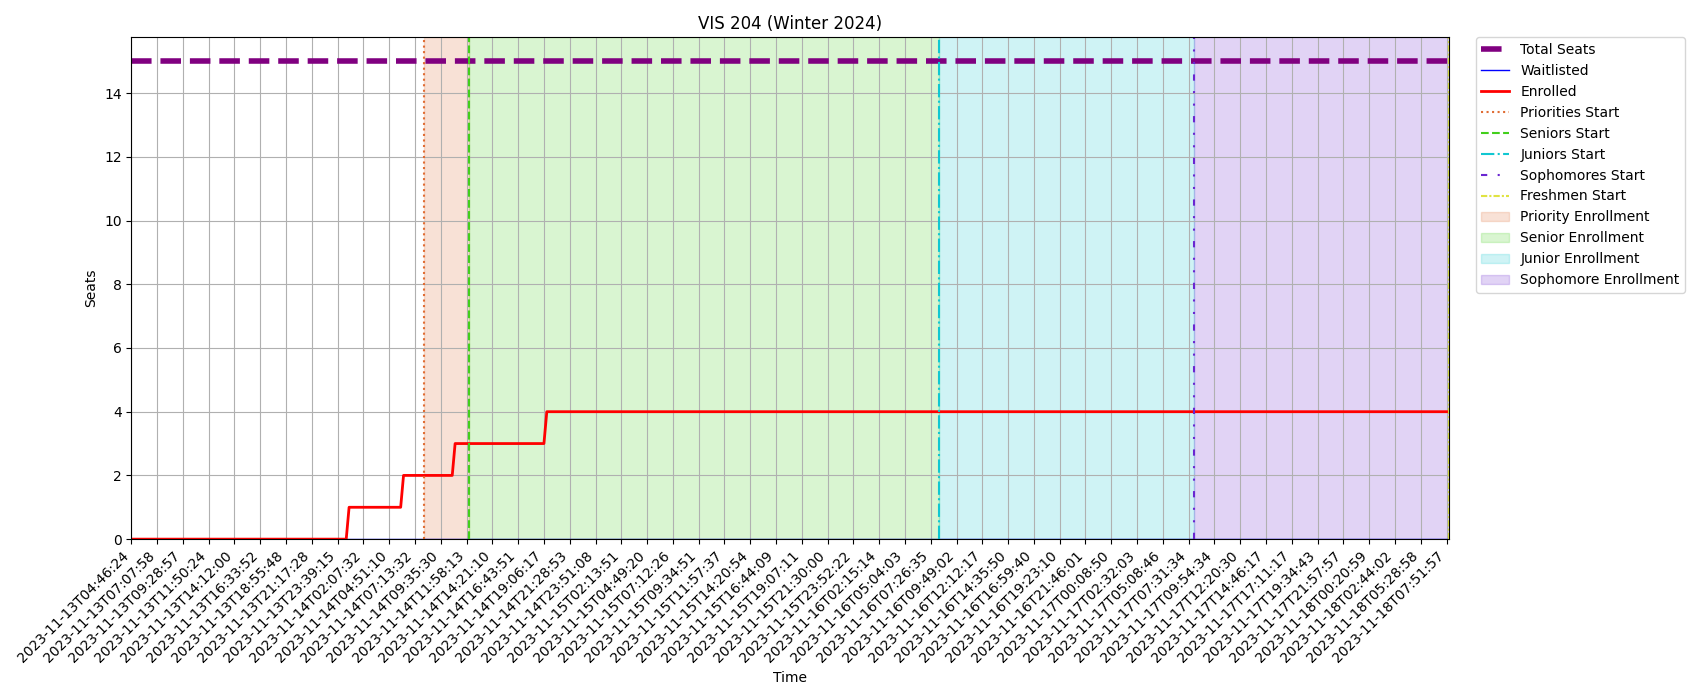 VIS 204 (Winter 2024)
Total Seats
Waitlisted
Enrolled
Priorities Start
Seniors Start
Juniors Start
Sophomores Start
Freshmen Start
Priority Enrollment
Senior Enrollment
Junior Enrollment
Sophomore Enrollment
Seats
14
12
10
8
6
4
2
0
2023-11-13T04:46:24
2023-11-13T07:07:58
2023-11-13T09:28:57
2023-11-13T11:50:24
2023-11-13T14:12:00
2023-11-13T16:33:52
2023-11-13T18:55:48
2023-11-13T21:17:28
2023-11-13T23:39:15
2023-11-14T02:07:32
2023-11-14T04:51:10
2023-11-14T07:13:32
2023-11-14T09:35:30
2023-11-14T11:58:13
2023-11-14T14:21:10
2023-11-14T16:43:51
2023-11-14T19:06:17
2023-11-14T21:28:53
2023-11-14T23:51:08
2023-11-15T02:13:51
2023-11-15T04:49:20
2023-11-15T07:12:26
2023-11-15T09:34:51
2023-11-15T11:57:37
2023-11-15T14:20:54
2023-11-15T16:44:09
2023-11-15T19:07:11
2023-11-15T21:30:00
2023-11-15T23:52:22
2023-11-16T02:15:14
2023-11-16T05:04:03
2023-11-16T07:26:35
2023-11-16T09:49:02
2023-11-16T12:12:17
2023-11-16T14:35:50
2023-11-16T16:59:40
2023-11-16T19:23:10
2023-11-16T21:46:01
2023-11-17T00:08:50
2023-11-17T02:32:03
2023-11-17T05:08:46
2023-11-17T07:31:34
2023-11-17T09:54:34
2023-11-17T12:20:30
2023-11-17T14:46:17
2023-11-17T17:11:17
2023-11-17T19:34:43
2023-11-17T21:57:57
2023-11-18T00:20:59
2023-11-18T02:44:02
2023-11-18T05:28:58
2023-11-18T07:51:57
Time